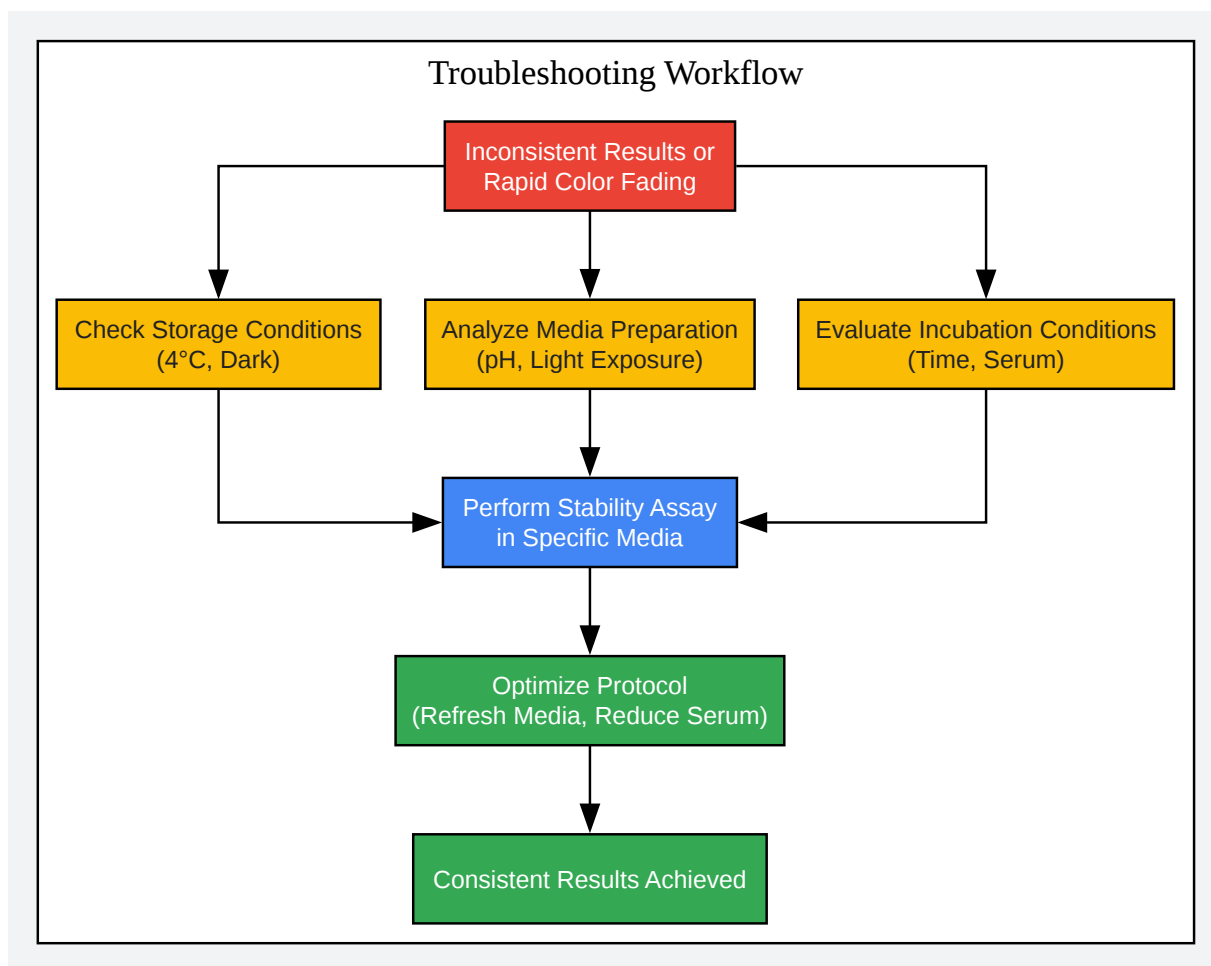 Troubleshooting Workflow
Inconsistent Results or
Rapid Color Fading
Check Storage Conditions
(4°C, Dark)
Analyze Media Preparation
(pH, Light Exposure)
Evaluate Incubation Conditions
(Time, Serum)
Perform Stability Assay
in Specific Media
Optimize Protocol
(Refresh Media, Reduce Serum)
Consistent Results Achieved